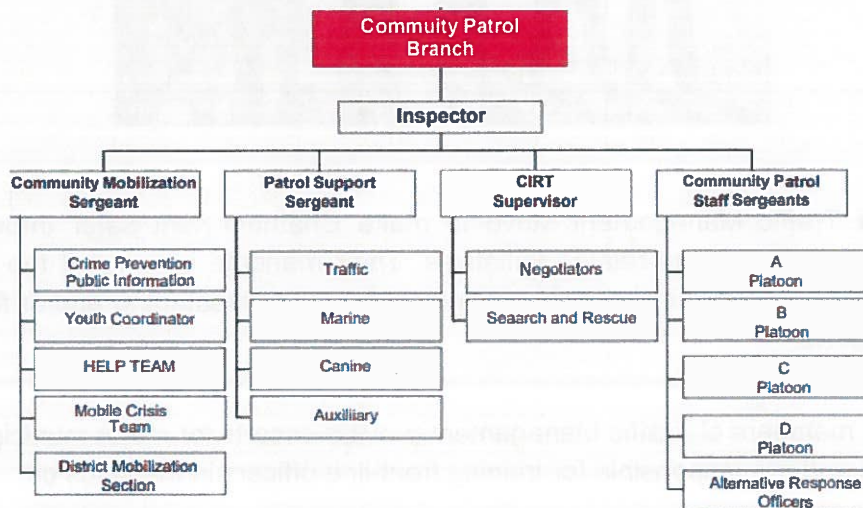 Commuity Patrol
Branch
Inspector
Community Mobilization
Sergeant
Crime Prevention
Public Information
Youth Coordinator
HELP TEAM
Mobile Crisis
Team
District Mobilization
Section
Patrol Support
Sergeant
Traffic
Marine
Canine
Auxilliary
CIRT
Supervisor
Negotiators
Seaarch and Rescue
Community Patrol
Staff Sergeants
A
Platoon
B
Platoon
C
Platoon
D
Platoon
Alternative Response
Officers